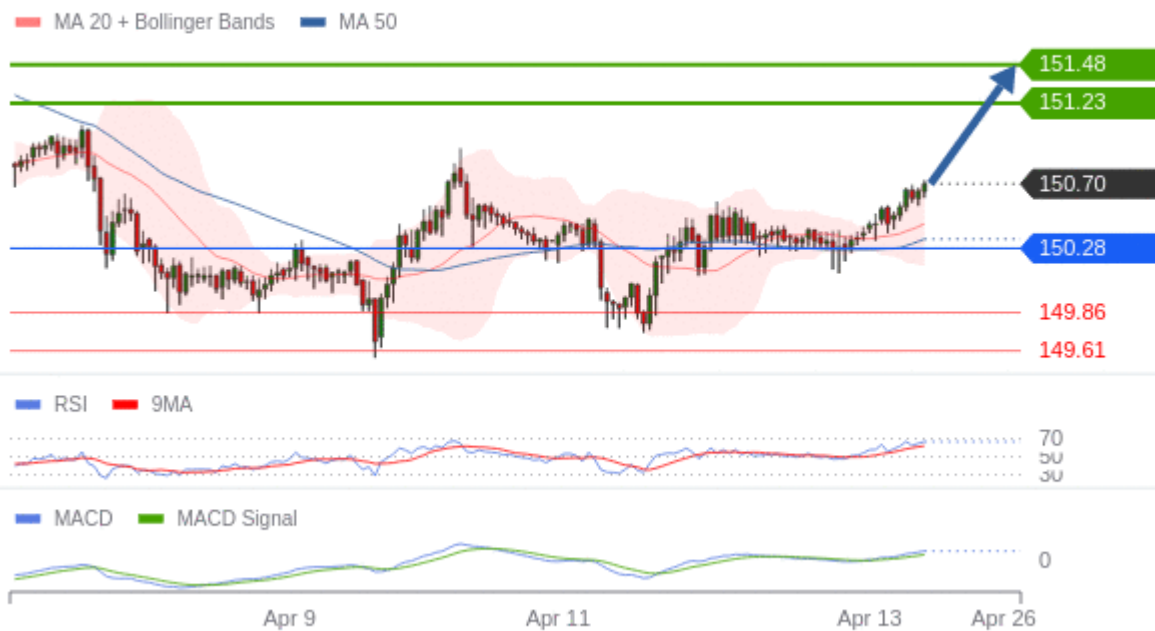 MA 20 + Bollinger Bands MA 50
151.48
151.23
150.70
150.28
149.86
149.61
RSI 9MA
70
50
30
MACD MACD Signal
0
Apr 9 Apr 11 Apr 13 Apr 26